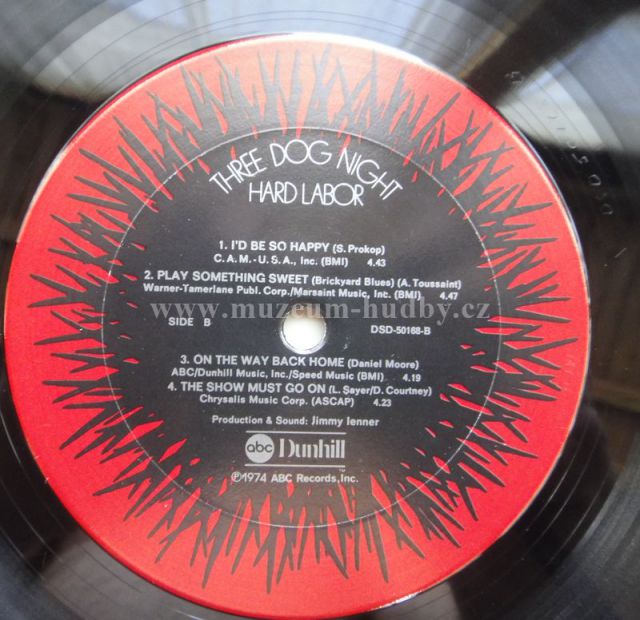 THREE DOG NIGHT
HARD LABOR
1. I'D BE SO HAPPY (S. Prokop)
C.A.M.-U.S.A., Inc. (BMI) 4.43
2. PLAY SOMETHING SWEET (Brickyard Blues) (A. Toussaint)
Warner-Tamerlane Publ. Corp./Marsaint Music, Inc. (BMI) 4.47
www.muzeum-hudby.cz
SIDE B DSD-50168-B
3. ON THE WAY BACK HOME (Daniel Moore)
ABC/Dunhill Music, Inc./Speed Music (BMI) 4.19
4. THE SHOW MUST GO ON (L. Sayer/D. Courtney)
Chrysalis Music Corp. (ASCAP) 4.23
Production & Sound: Jimmy Ienner
abc Dunhill
℗1974 ABC Records, Inc.